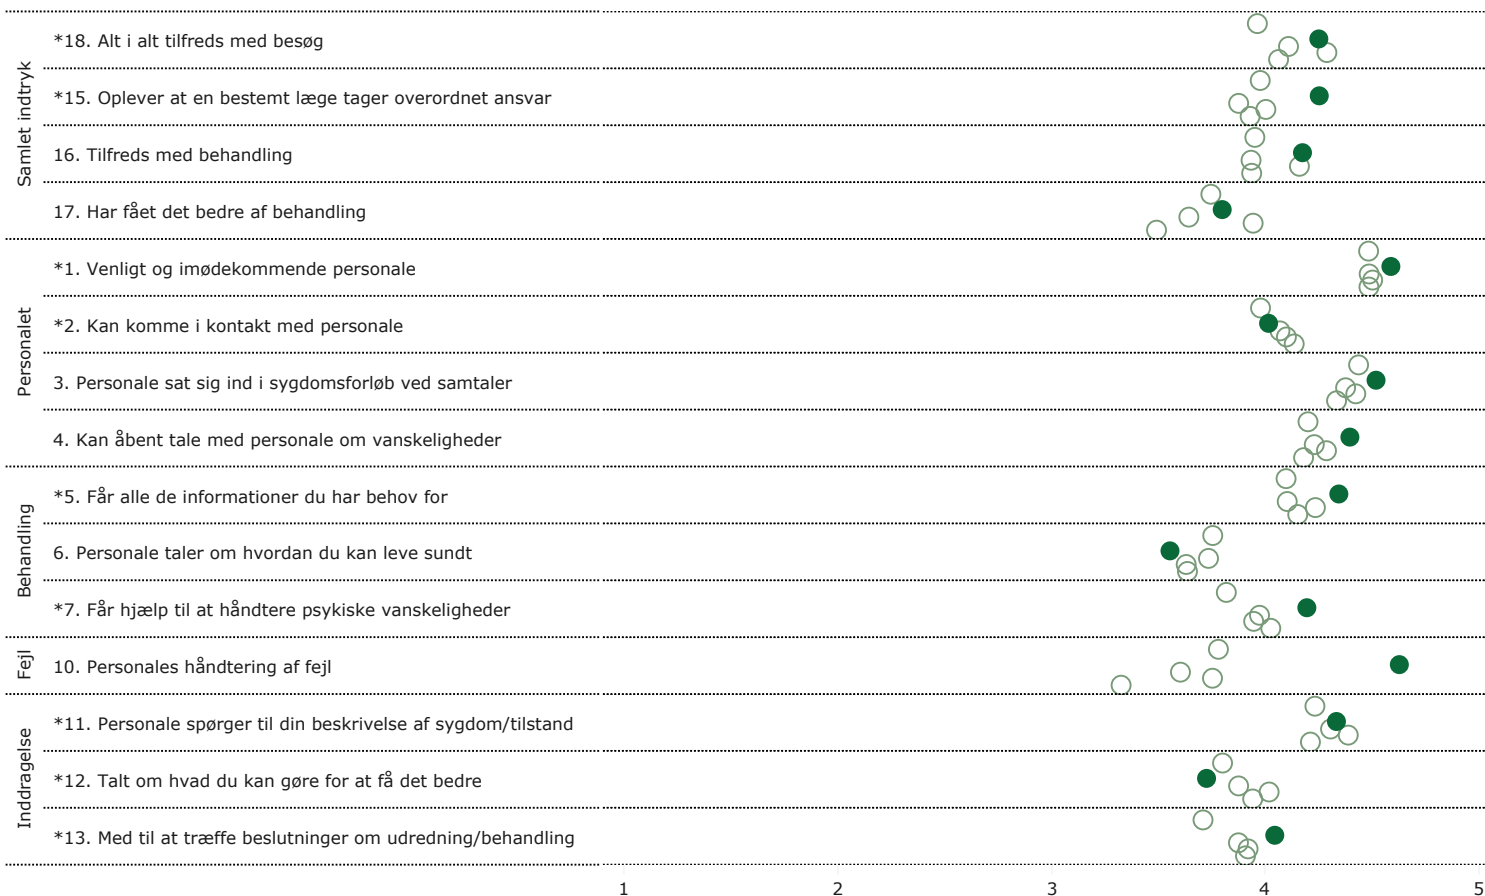 Samlet indtryk
*18. Alt i alt tilfreds med besøg
*15. Oplever at en bestemt læge tager overordnet ansvar
16. Tilfreds med behandling
17. Har fået det bedre af behandling
Personalet
*1. Venligt og imødekommende personale
*2. Kan komme i kontakt med personale
3. Personale sat sig ind i sygdomsforløb ved samtaler
4. Kan åbent tale med personale om vanskeligheder
Behandling
*5. Får alle de informationer du har behov for
6. Personale taler om hvordan du kan leve sundt
*7. Får hjælp til at håndtere psykiske vanskeligheder
Fejl
10. Personales håndtering af fejl
Inddragelse
*11. Personale spørger til din beskrivelse af sygdom/tilstand
*12. Talt om hvad du kan gøre for at få det bedre
*13. Med til at træffe beslutninger om udredning/behandling
1 2 3 4 5